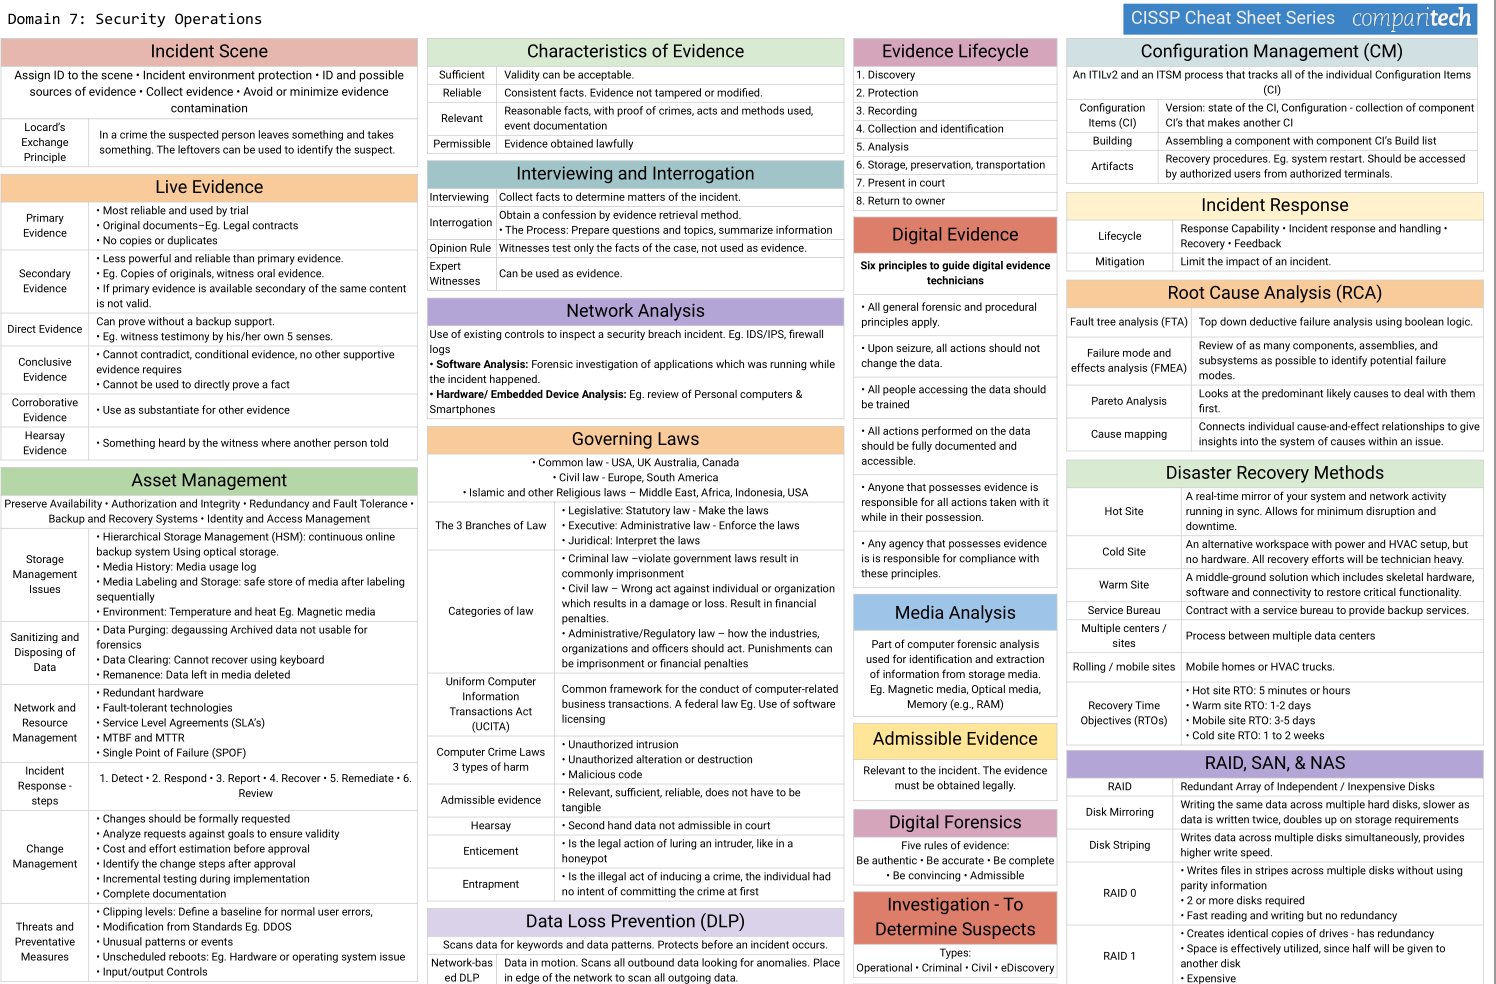 Domain 7: Security Operations
CISSP Cheat Sheet Series comparitech
Incident Scene
Assign ID to the scene • Incident environment protection • ID and possible
sources of evidence • Collect evidence • Avoid or minimize evidence
contamination
Locard's
Exchange
Principle
In a crime the suspected person leaves something and takes
something. The leftovers can be used to identify the suspect.
Live Evidence
Primary
Evidence
• Most reliable and used by trial
• Original documents–Eg. Legal contracts
• No copies or duplicates
Secondary
Evidence
• Less powerful and reliable than primary evidence.
• Eg. Copies of originals, witness oral evidence.
• If primary evidence is available secondary of the same content
is not valid.
Direct Evidence
Can prove without a backup support.
• Eg. witness testimony by his/her own 5 senses.
Conclusive
Evidence
• Cannot contradict, conditional evidence, no other supportive
evidence requires
• Cannot be used to directly prove a fact
Corroborative
Evidence
• Use as substantiate for other evidence
Hearsay
Evidence
• Something heard by the witness where another person told
Asset Management
Preserve Availability • Authorization and Integrity • Redundancy and Fault Tolerance •
Backup and Recovery Systems • Identity and Access Management
Storage
Management
Issues
• Hierarchical Storage Management (HSM): continuous online
backup system Using optical storage.
• Media History: Media usage log
• Media Labeling and Storage: safe store of media after labeling
sequentially
• Environment: Temperature and heat Eg. Magnetic media
Sanitizing and
Disposing of
Data
• Data Purging: degaussing Archived data not usable for
forensics
• Data Clearing: Cannot recover using keyboard
• Remanence: Data left in media deleted
Network and
Resource
Management
• Redundant hardware
• Fault-tolerant technologies
• Service Level Agreements (SLA's)
• MTBF and MTTR
• Single Point of Failure (SPOF)
Incident
Response -
steps
1. Detect • 2. Respond • 3. Report • 4. Recover • 5. Remediate • 6.
Review
Change
Management
• Changes should be formally requested
• Analyze requests against goals to ensure validity
• Cost and effort estimation before approval
• Identify the change steps after approval
• Incremental testing during implementation
• Complete documentation
Threats and
Preventative
Measures
• Clipping levels: Define a baseline for normal user errors,
• Modification from Standards Eg. DDOS
• Unusual patterns or events
• Unscheduled reboots: Eg. Hardware or operating system issue
• Input/output Controls
Characteristics of Evidence
Sufficient
Validity can be acceptable.
Reliable
Consistent facts. Evidence not tampered or modified.
Relevant
Reasonable facts, with proof of crimes, acts and methods used,
event documentation
Permissible
Evidence obtained lawfully
Interviewing and Interrogation
Interviewing
Collect facts to determine matters of the incident.
Interrogation
Obtain a confession by evidence retrieval method.
• The Process: Prepare questions and topics, summarize information
Opinion Rule
Witnesses test only the facts of the case, not used as evidence.
Expert
Witnesses
Can be used as evidence.
Network Analysis
Use of existing controls to inspect a security breach incident. Eg. IDS/IPS, firewall
logs
• Software Analysis: Forensic investigation of applications which was running while
the incident happened.
• Hardware/ Embedded Device Analysis: Eg. review of Personal computers &
Smartphones
Governing Laws
• Common law - USA, UK Australia, Canada
• Civil law - Europe, South America
• Islamic and other Religious laws – Middle East, Africa, Indonesia, USA
The 3 Branches of Law
• Legislative: Statutory law - Make the laws
• Executive: Administrative law - Enforce the laws
• Juridical: Interpret the laws
Categories of law
• Criminal law –violate government laws result in
commonly imprisonment
• Civil law – Wrong act against individual or organization
which results in a damage or loss. Result in financial
penalties.
• Administrative/Regulatory law – how the industries,
organizations and officers should act. Punishments can
be imprisonment or financial penalties
Uniform Computer
Information
Transactions Act
(UCITA)
Common framework for the conduct of computer-related
business transactions. A federal law Eg. Use of software
licensing
Computer Crime Laws
3 types of harm
• Unauthorized intrusion
• Unauthorized alteration or destruction
• Malicious code
Admissible evidence
• Relevant, sufficient, reliable, does not have to be
tangible
Hearsay
• Second hand data not admissible in court
Enticement
• Is the legal action of luring an intruder, like in a
honeypot
Entrapment
• Is the illegal act of inducing a crime, the individual had
no intent of committing the crime at first
Data Loss Prevention (DLP)
Scans data for keywords and data patterns. Protects before an incident occurs.
Network-bas
ed DLP
Data in motion. Scans all outbound data looking for anomalies. Place
in edge of the network to scan all outgoing data.
Evidence Lifecycle
1. Discovery
2. Protection
3. Recording
4. Collection and identification
5. Analysis
6. Storage, preservation, transportation
7. Present in court
8. Return to owner
Digital Evidence
Six principles to guide digital evidence
technicians
• All general forensic and procedural
principles apply.
• Upon seizure, all actions should not
change the data.
• All people accessing the data should
be trained
• All actions performed on the data
should be fully documented and
accessible.
• Anyone that possesses evidence is
responsible for all actions taken with it
while in their possession.
• Any agency that possesses evidence
is is responsible for compliance with
these principles.
Media Analysis
Part of computer forensic analysis
used for identification and extraction
of information from storage media.
Eg. Magnetic media, Optical media,
Memory (e.g., RAM)
Admissible Evidence
Relevant to the incident. The evidence
must be obtained legally.
Digital Forensics
Five rules of evidence:
Be authentic • Be accurate • Be complete
• Be convincing • Admissible
Investigation - To
Determine Suspects
Types:
Operational • Criminal • Civil • eDiscovery
Configuration Management (CM)
An ITILv2 and an ITSM process that tracks all of the individual Configuration Items
(CI)
Configuration
Items (CI)
Version: state of the CI, Configuration - collection of component
CI's that makes another CI
Building
Assembling a component with component CI's Build list
Artifacts
Recovery procedures. Eg. system restart. Should be accessed
by authorized users from authorized terminals.
Incident Response
Lifecycle
Response Capability • Incident response and handling •
Recovery • Feedback
Mitigation
Limit the impact of an incident.
Root Cause Analysis (RCA)
Fault tree analysis (FTA)
Top down deductive failure analysis using boolean logic.
Failure mode and
effects analysis (FMEA)
Review of as many components, assemblies, and
subsystems as possible to identify potential failure
modes.
Pareto Analysis
Looks at the predominant likely causes to deal with them
first.
Cause mapping
Connects individual cause-and-effect relationships to give
insights into the system of causes within an issue.
Disaster Recovery Methods
Hot Site
A real-time mirror of your system and network activity
running in sync. Allows for minimum disruption and
downtime.
Cold Site
An alternative workspace with power and HVAC setup, but
no hardware. All recovery efforts will be technician heavy.
Warm Site
A middle-ground solution which includes skeletal hardware,
software and connectivity to restore critical functionality.
Service Bureau
Contract with a service bureau to provide backup services.
Multiple centers /
sites
Process between multiple data centers
Rolling / mobile sites
Mobile homes or HVAC trucks.
Recovery Time
Objectives (RTOs)
• Hot site RTO: 5 minutes or hours
• Warm site RTO: 1-2 days
• Mobile site RTO: 3-5 days
• Cold site RTO: 1 to 2 weeks
RAID, SAN, & NAS
RAID
Redundant Array of Independent / Inexpensive Disks
Disk Mirroring
Writing the same data across multiple hard disks, slower as
data is written twice, doubles up on storage requirements
Disk Striping
Writes data across multiple disks simultaneously, provides
higher write speed.
RAID 0
• Writes files in stripes across multiple disks without using
parity information
• 2 or more disks required
• Fast reading and writing but no redundancy
RAID 1
• Creates identical copies of drives - has redundancy
• Space is effectively utilized, since half will be given to
another disk
• Expensive